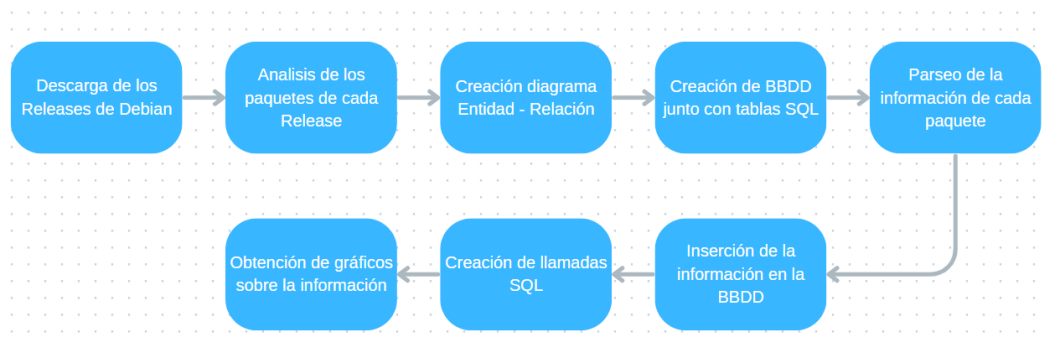 Descarga de los
Releases de Debian
Analisis de los
paquetes de cada
Release
Creación diagrama
Entidad - Relación
Creación de BBDD
junto con tablas SQL
Parseo de la
información de cada
paquete
Inserción de la
información en la
BBDD
Creación de llamadas
SQL
Obtención de gráficos
sobre la información